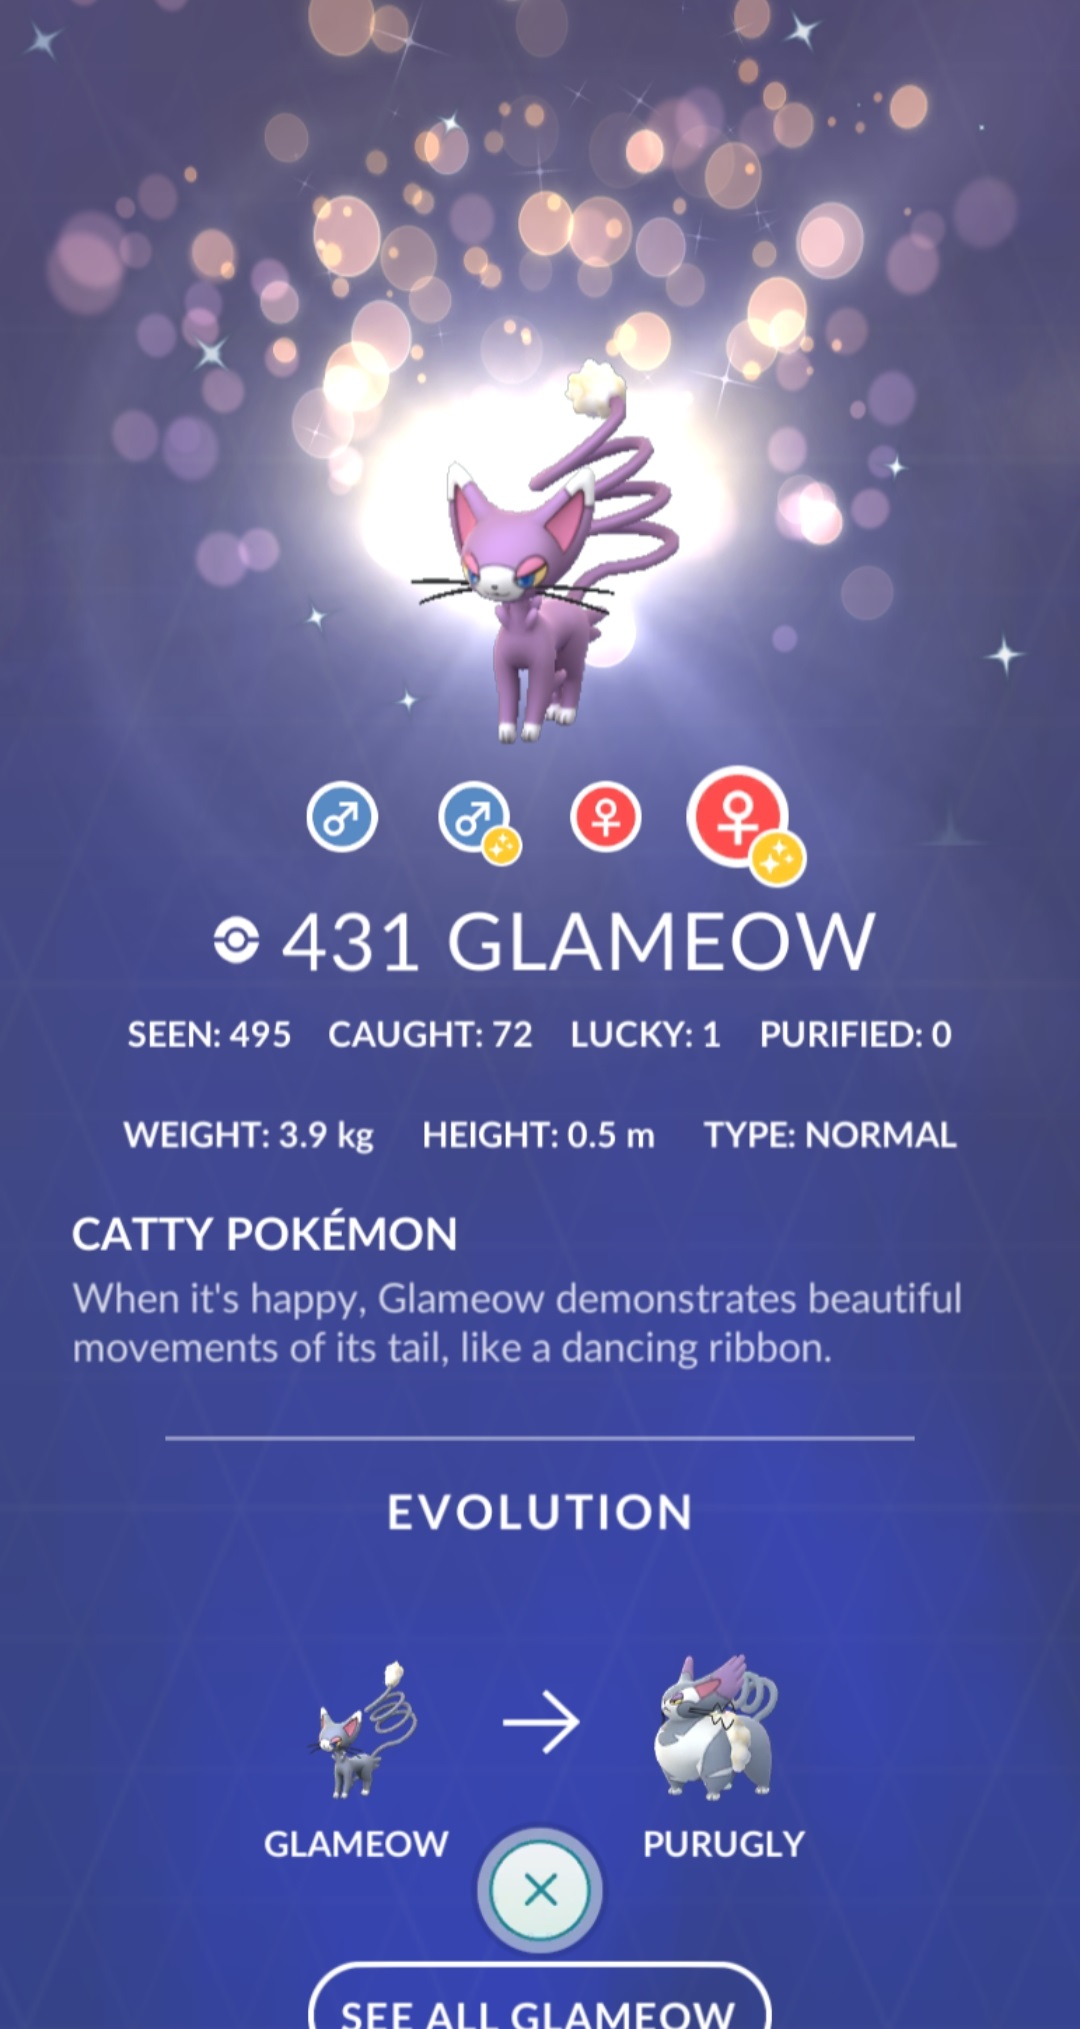 431 GLAMEOW
SEEN: 495 CAUGHT: 72 LUCKY: 1 PURIFIED: 0
WEIGHT: 3.9 kg HEIGHT: 0.5 m TYPE: NORMAL
CATTY POKÉMON
When it's happy, Glameow demonstrates beautiful
movements of its tail, like a dancing ribbon.
EVOLUTION
GLAMEOW PURUGLY
SEE ALL GLAMEOW